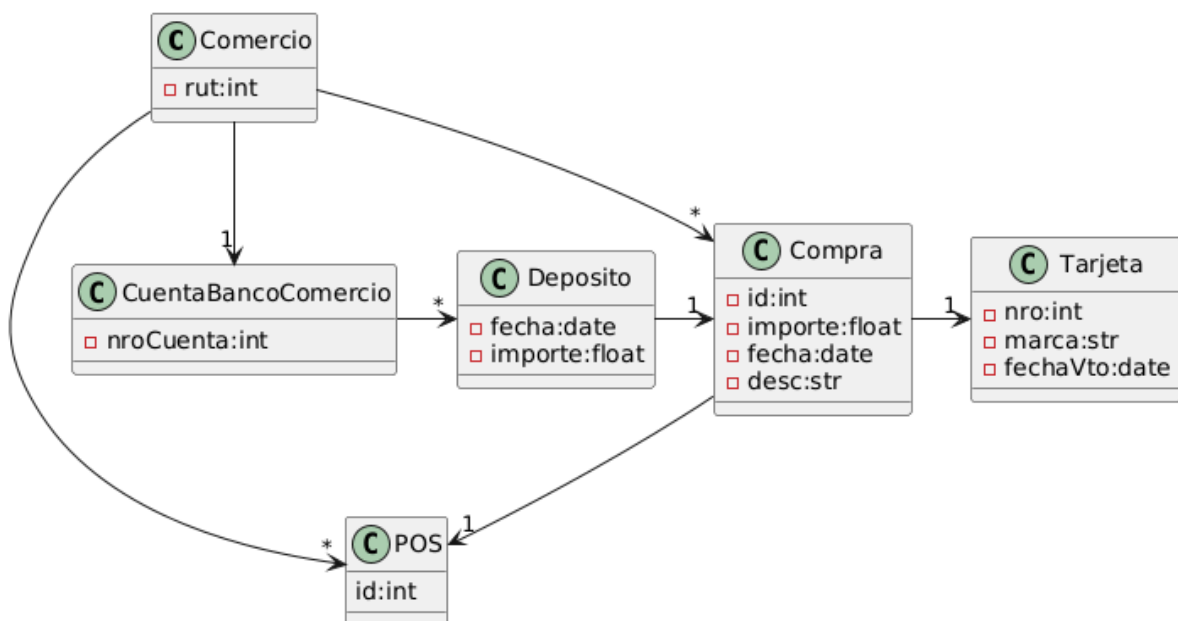 C Comercio
rut:int
*
1
C CuentaBancoComercio
nroCuenta:int
*
C Deposito
fecha:date
importe:float
1
C Compra
id:int
importe:float
fecha:date
desc:str
1
C Tarjeta
nro:int
marca:str
fechaVto:date
*
1
C POS
id:int